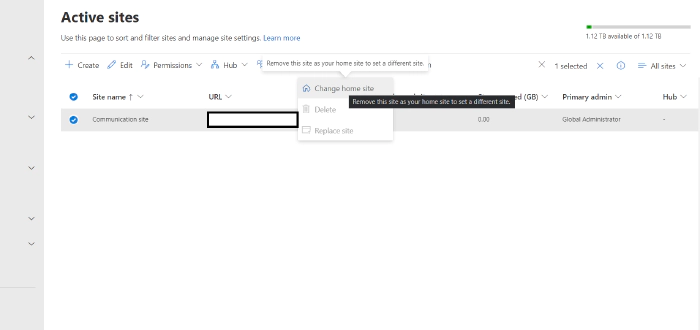 Active sites
1.12 TB available of 1.12 TB
Use this page to sort and filter sites and manage site settings. Learn more
Create Edit Permissions Hub 1 selected All sites
Remove this site as your home site to set a different site.
Change home site
Remove this site as your home site to set a different site.
Delete
Replace site
Site name URL (GB) Primary admin Hub
Communication site 0.00 Global Administrator -